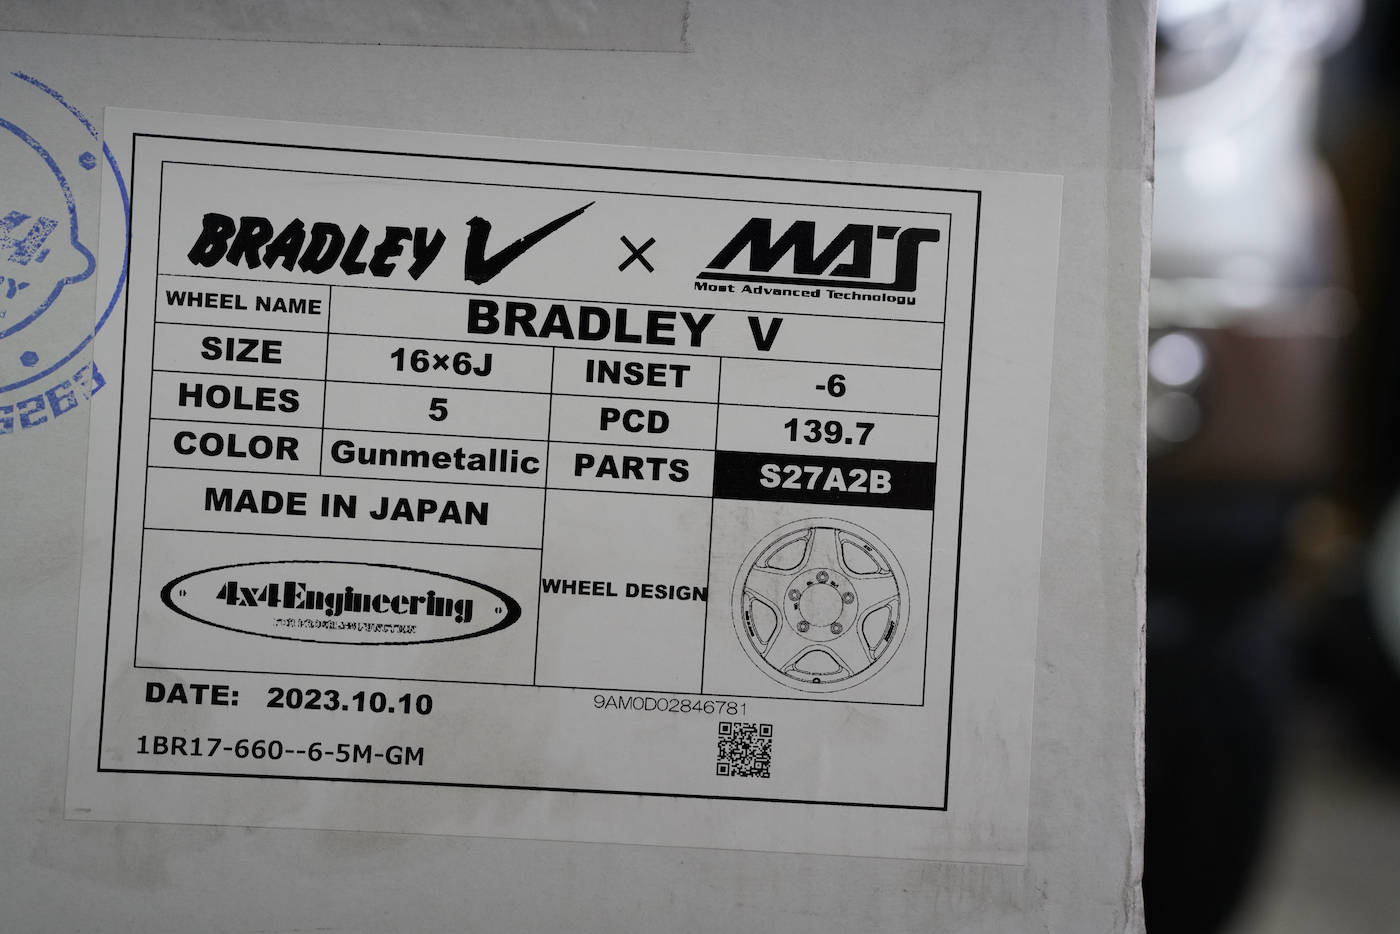 BRADLEY V × MAT
Most Advanced Technology
WHEEL NAME BRADLEY V
SIZE 16×6J INSET -6
HOLES 5 PCD 139.7
COLOR Gunmetallic PARTS S27A2B
MADE IN JAPAN
4x4Engineering
WHEEL DESIGN
DATE: 2023.10.10
9AM0D02846781
1BR17-660--6-5M-GM